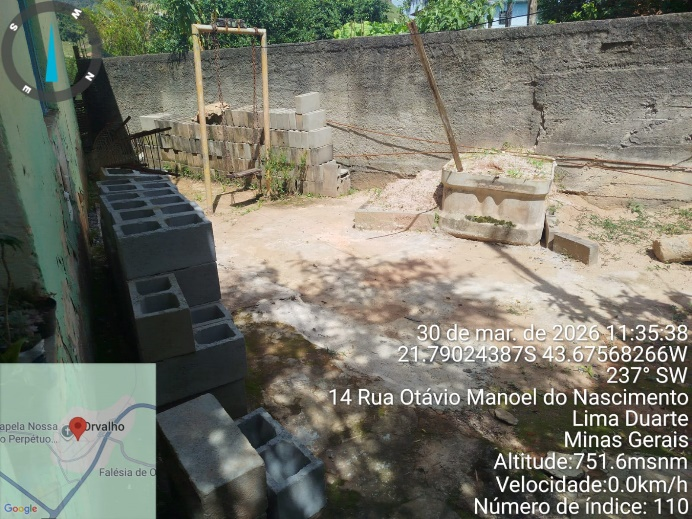 S
N
E
30 de mar. de 2026 11:35:38
21.79024387S 43.67568266W
237° SW
14 Rua Otávio Manoel do Nascimento
Lima Duarte
Minas Gerais
Altitude:751.6msnm
Velocidade:0.0km/h
Número de índice: 110
apela Nossa
o Perpétuo...
Orvalho
Falésia de O
Google